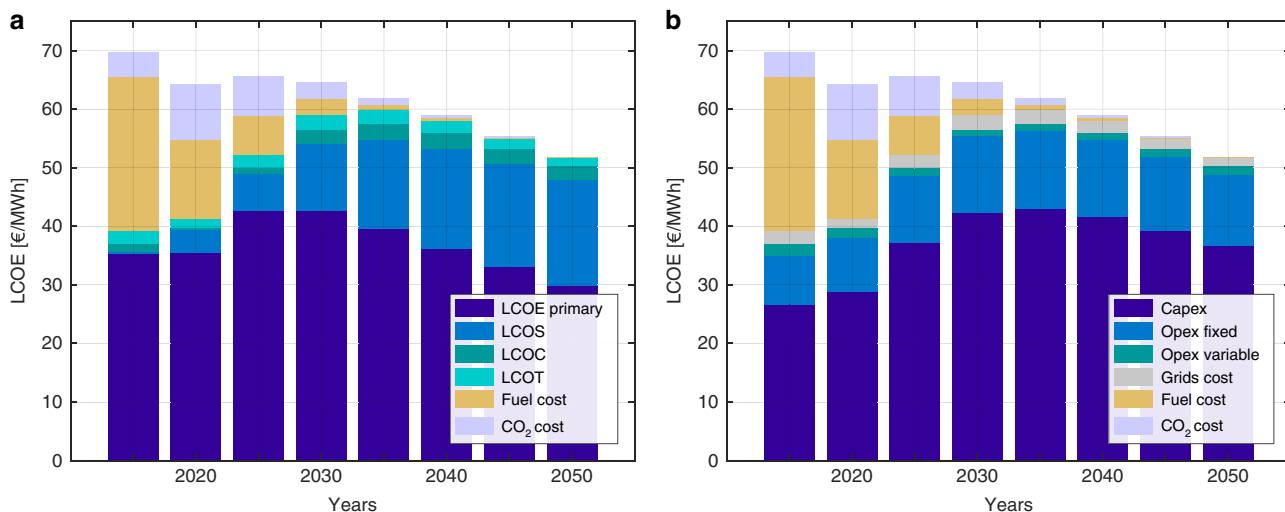 a
70
60
50
40
30
20
10
0
LCOE [€/MWh]
2020
2030
2040
2050
Years
LCOE primary
LCOS
LCOC
LCOT
Fuel cost
CO₂ cost
b
70
60
50
40
30
20
10
0
LCOE [€/MWh]
2020
2030
2040
2050
Years
Capex
Opex fixed
Opex variable
Grids cost
Fuel cost
CO₂ cost